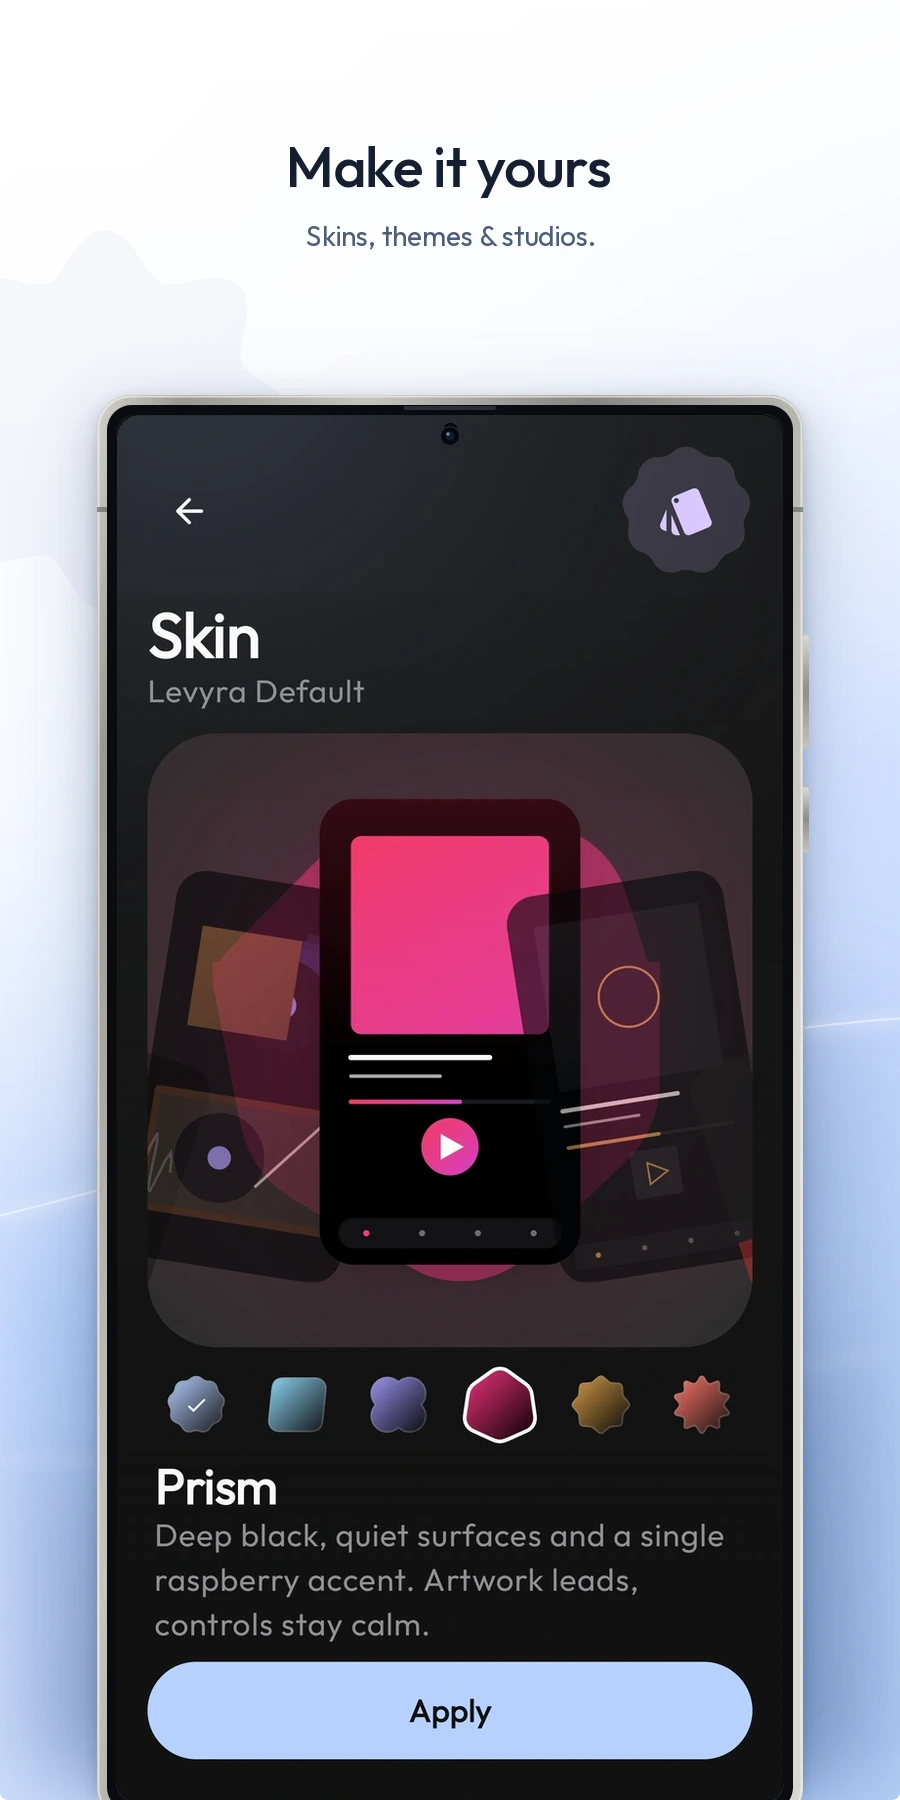 Make it yours
Skins, themes & studios.
Skin
Levyra Default
Prism
Deep black, quiet surfaces and a single
raspberry accent. Artwork leads,
controls stay calm.
Apply